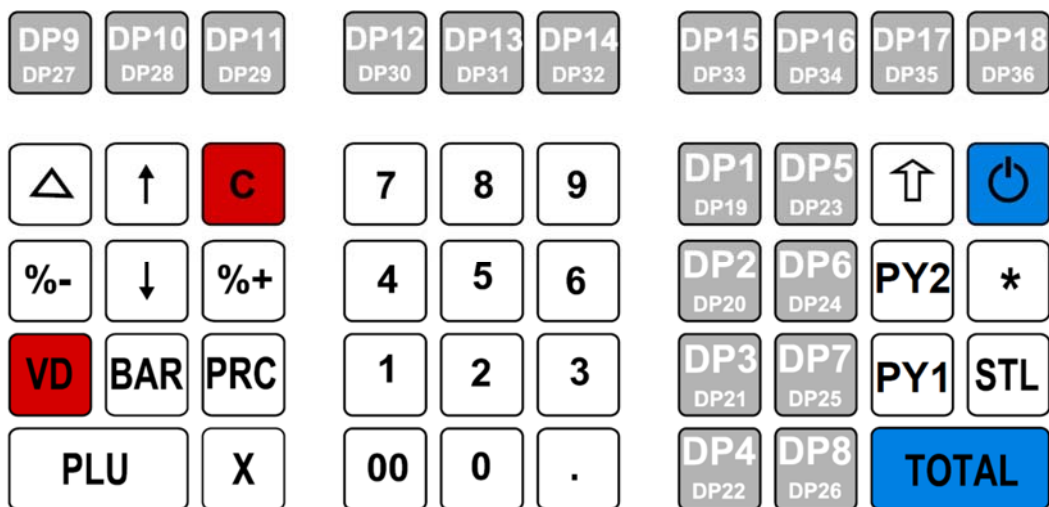 DP9 DP10 DP11 DP12 DP13 DP14 DP15 DP16 DP17 DP18
DP27 DP28 DP29 DP30 DP31 DP32 DP33 DP34 DP35 DP36
C 7 8 9 DP1 DP5
DP19 DP23
%- %+ 4 5 6 DP2 DP6 PY2 *
DP20 DP24
VD BAR PRC 1 2 3 DP3 DP7 PY1 STL
DP21 DP25
PLU X 00 0 . DP4 DP8 TOTAL
DP22 DP26